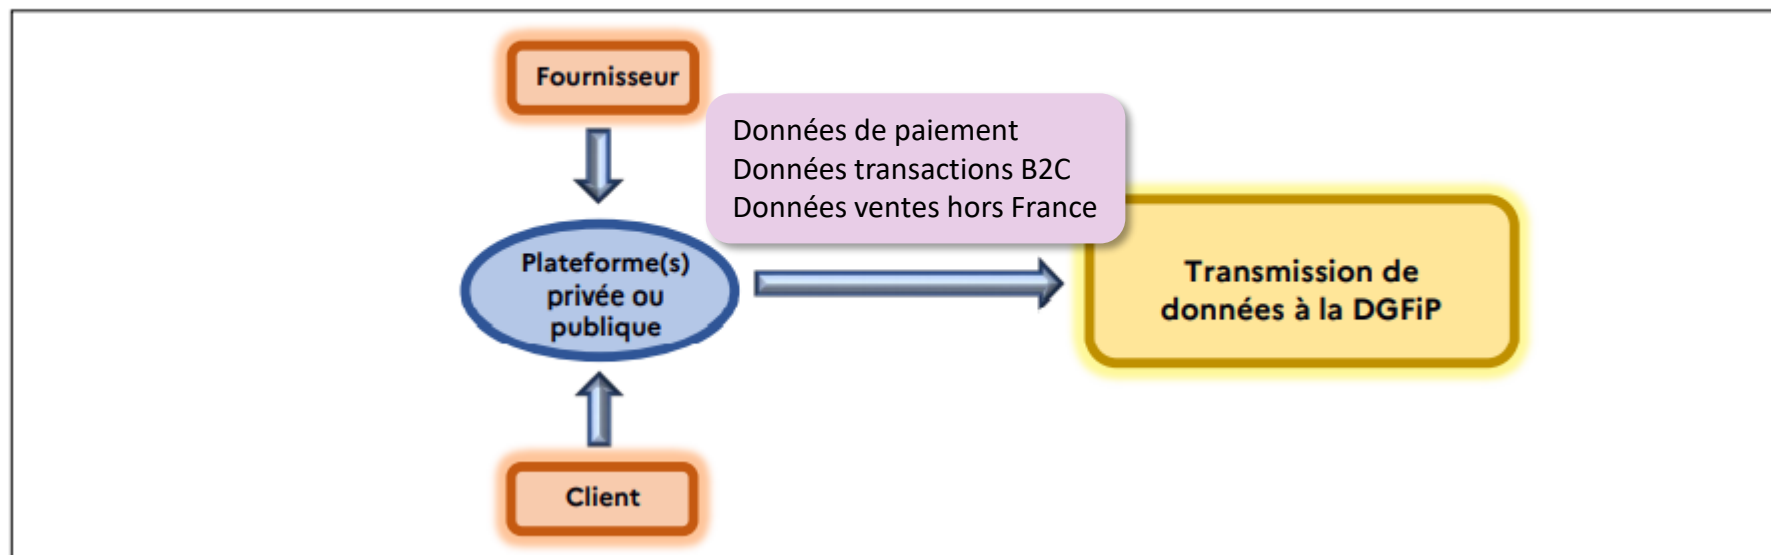 Fournisseur
Données de paiement
Données transactions B2C
Données ventes hors France
Plateforme(s)
privée ou
publique
Transmission de
données à la DGFiP
Client